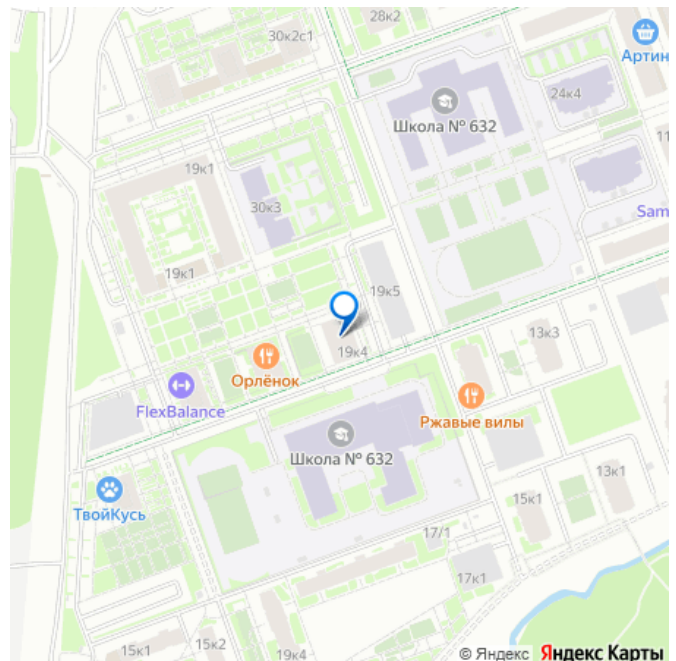 28к2
30к2с1
Артин
24к4
Школа № 632
11
19к1
30к3
Sam
19к1
19к5
13к3
19к4
Орлёнок
FlexBalance
Ржавые вилы
Школа № 632
13к1
15к1
ТвойКусь
17/1
17к1
15к1
15к2
19к4
© Яндекс Яндекс Карты